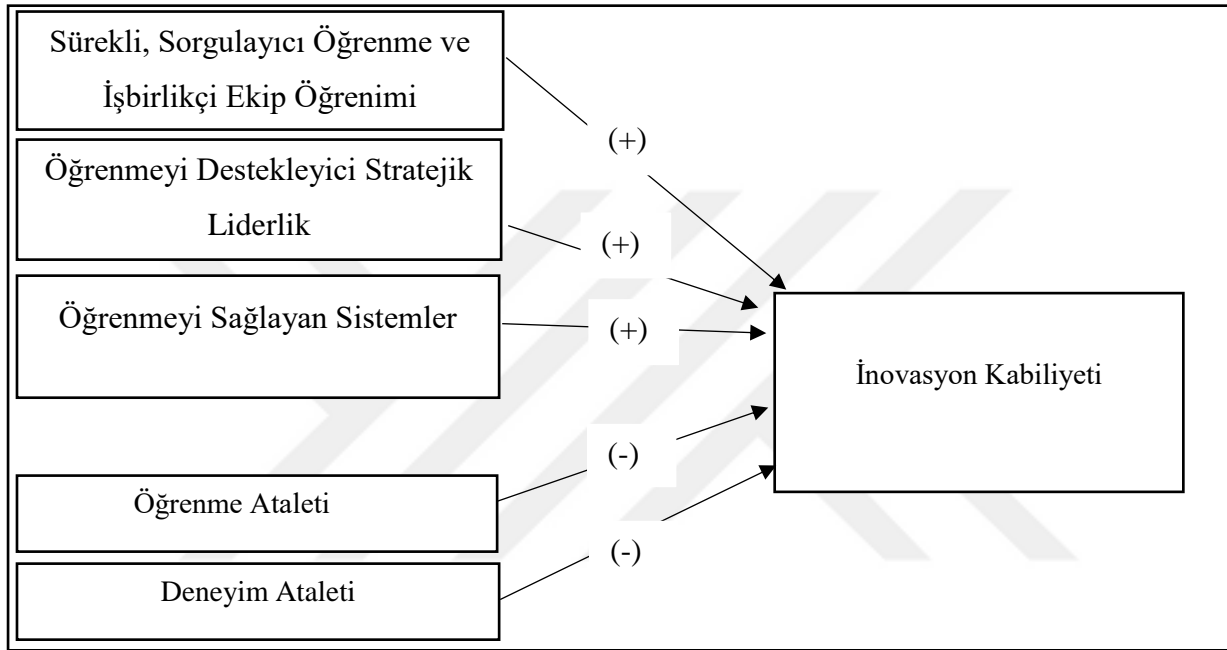 Sürekli, Sorgulayıcı Öğrenme ve
İşbirlikçi Ekip Öğrenimi
(+)
Öğrenmeyi Destekleyici Stratejik
Liderlik
(+)
Öğrenmeyi Sağlayan Sistemler
(+)
İnovasyon Kabiliyeti
(-)
Öğrenme Ataleti
(-)
Deneyim Ataleti